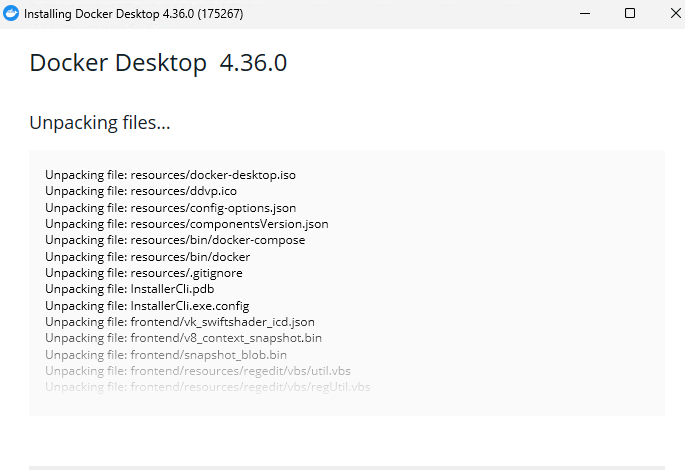 Installing Docker Desktop 4.36.0 (175267)
Docker Desktop 4.36.0
Unpacking files...
Unpacking file: resources/docker-desktop.iso
Unpacking file: resources/ddvp.ico
Unpacking file: resources/config-options.json
Unpacking file: resources/componentsVersion.json
Unpacking file: resources/bin/docker-compose
Unpacking file: resources/bin/docker
Unpacking file: resources/.gitignore
Unpacking file: InstallerCli.pdb
Unpacking file: InstallerCli.exe.config
Unpacking file: frontend/vk_swiftshader_icd.json
Unpacking file: frontend/v8_context_snapshot.bin
Unpacking file: frontend/snapshot_blob.bin
Unpacking file: frontend/resources/regedit/vbs/util.vbs
Unpacking file: frontend/resources/regedit/vbs/regUtil.vbs